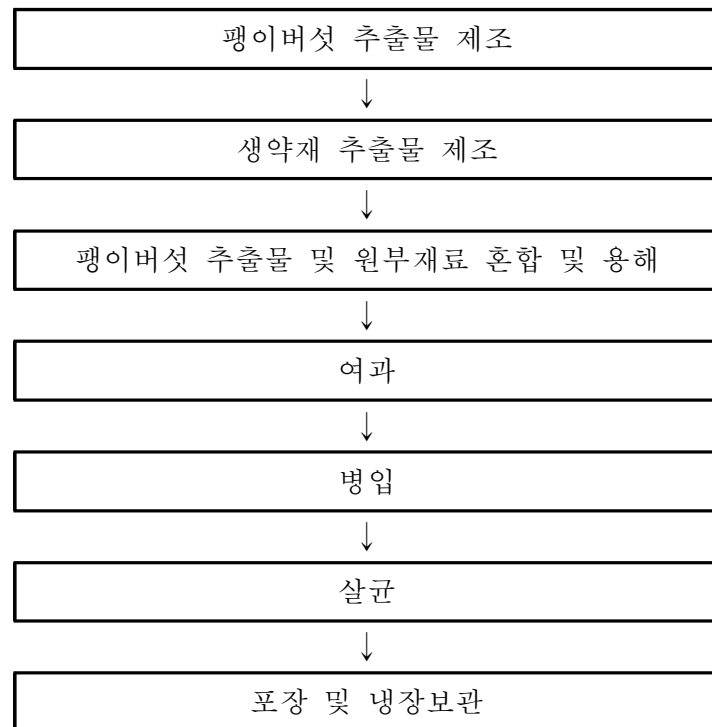 팽이버섯 추출물 제조
↓
생약재 추출물 제조
↓
팽이버섯 추출물 및 원부재료 혼합 및 용해
↓
여과
↓
병입
↓
살균
↓
포장 및 냉장보관